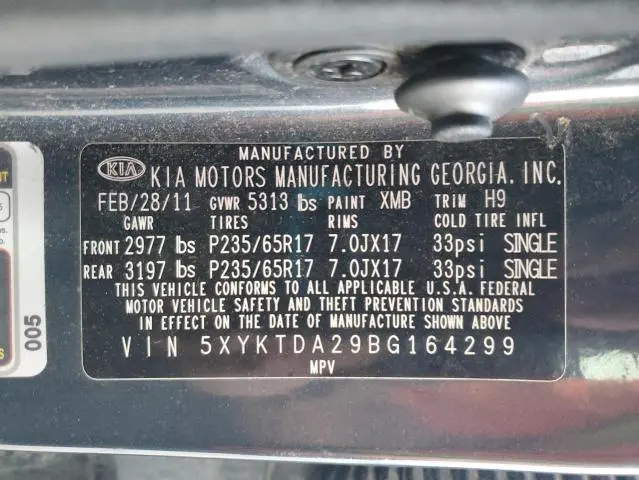 MANUFACTURED BY
KIA KIA MOTORS MANUFACTURING GEORGIA, INC.
FEB/28/11 GVWR 5313 lbs PAINT XMB TRIM H9
GAWR TIRES RIMS COLD TIRE INFL
FRONT 2977 lbs P235/65R17 7.0JX17 33psi SINGLE
REAR 3197 lbs P235/65R17 7.0JX17 33psi SINGLE
THIS VEHICLE CONFORMS TO ALL APPLICABLE U.S.A. FEDERAL
MOTOR VEHICLE SAFETY AND THEFT PREVENTION STANDARDS
IN EFFECT ON THE DATE OF MANUFACTURE SHOWN ABOVE
VIN 5XYKTDA29BG164299
MPV
005